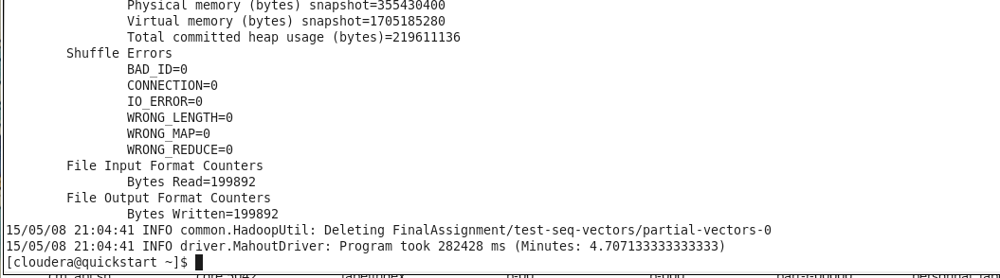 Physical memory (bytes) snapshot=355430400
Virtual memory (bytes) snapshot=1705185280
Total committed heap usage (bytes)=219611136
Shuffle Errors
BAD_ID=0
CONNECTION=0
IO_ERROR=0
WRONG_LENGTH=0
WRONG_MAP=0
WRONG_REDUCE=0
File Input Format Counters
Bytes Read=199892
File Output Format Counters
Bytes Written=199892
15/05/08 21:04:41 INFO common.HadoopUtil: Deleting FinalAssignment/test-seq-vectors/partial-vectors-0
15/05/08 21:04:41 INFO driver.MahoutDriver: Program took 282428 ms (Minutes: 4.707133333333333)
[cloudera@quickstart ~]$